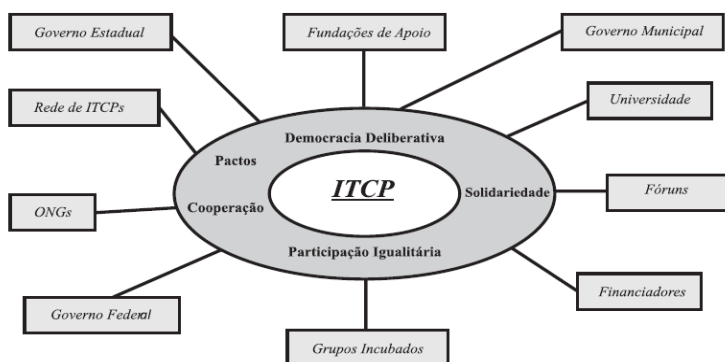 Governo Estadual
Fundações de Apoio
Governo Municipal
Rede de ITCPs
Universidade
Democracia Deliberativa
Pactos
ITCP
Cooperação
Solidariedade
ONGs
Fóruns
Participação Igualitária
Governo Federal
Financiadores
Grupos Incubados